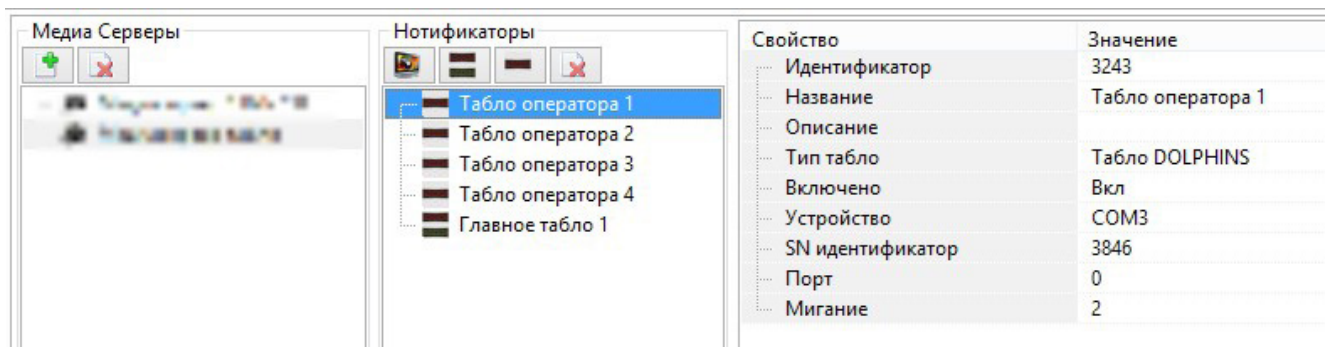 Медиа Серверы
Нотификаторы
Табло оператора 1
Табло оператора 2
Табло оператора 3
Табло оператора 4
Главное табло 1
Свойство Значение
Идентификатор 3243
Название Табло оператора 1
Описание
Тип табло Табло DOLPHINS
Включено Вкл
Устройство COM3
SN идентификатор 3846
Порт 0
Мигание 2